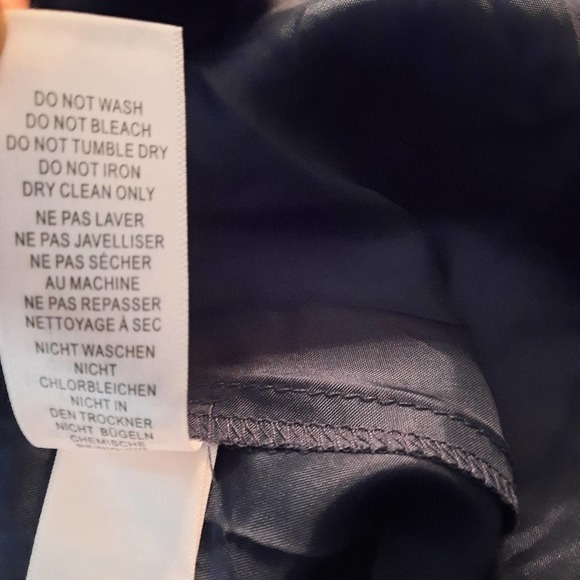 DO NOT WASH
DO NOT BLEACH
DO NOT TUMBLE DRY
DO NOT IRON
DRY CLEAN ONLY
NE PAS LAVER
NE PAS JAVELLISER
NE PAS SÉCHER
AU MACHINE
NE PAS REPASSER
NETTOYAGE À SEC
NICHT WASCHEN
NICHT
CHLORBLEICHEN
NICHT IN
DEN TROCKNER
NICHT BÜGELN
CHEMISCHE